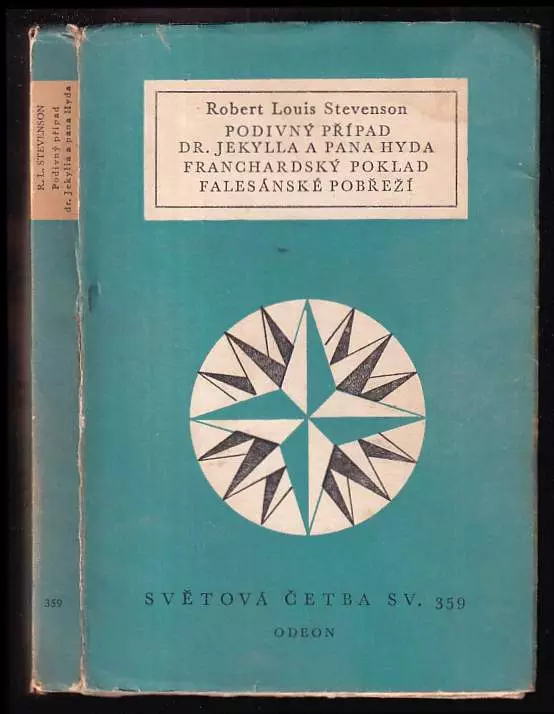 R. L. STEVENSON
Podivný případ
dr. Jekylla a pana Hyda
359
Robert Louis Stevenson
PODIVNÝ PŘÍPAD
DR. JEKYLLA A PANA HYDA
FRANCHARDSKÝ POKLAD
FALESÁNSKÉ POBŘEŽÍ
SVĚTOVÁ ČETBA SV. 359
ODEON